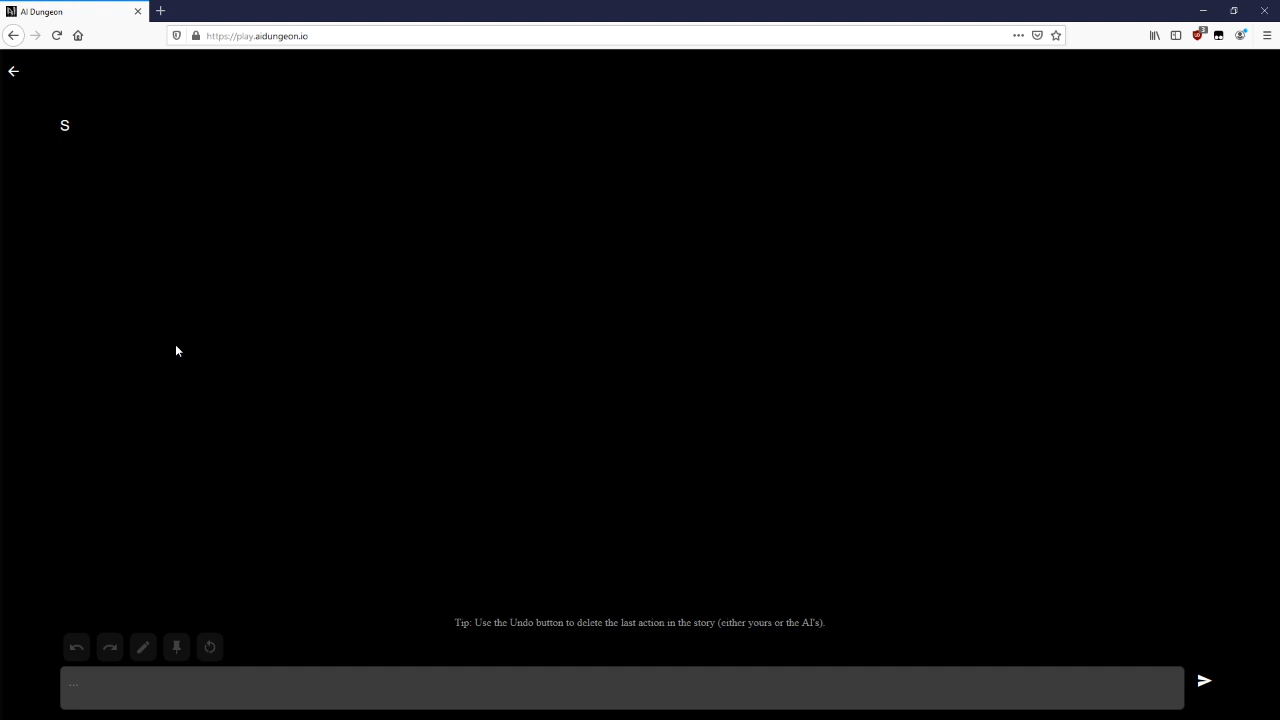 AI Dungeon
https://play.aidungeon.io
3
S
Tip: Use the Undo button to delete the last action in the story (either yours or the AI's).
...